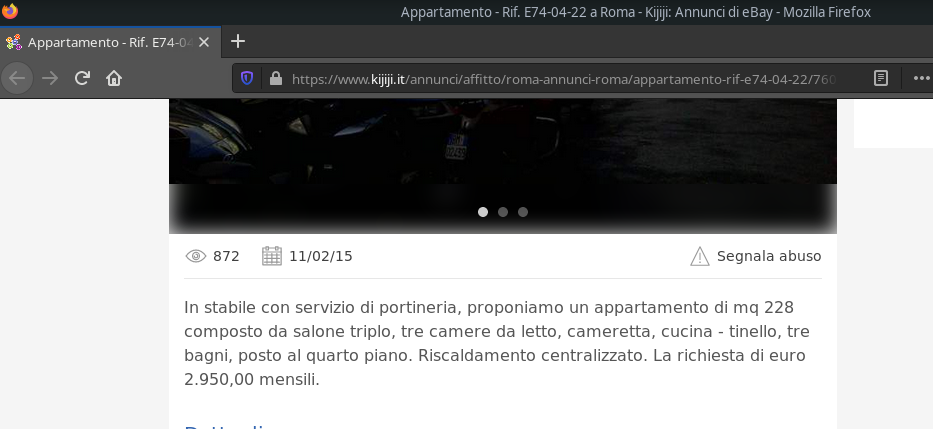 Appartamento - Rif. E74-04-22 a Roma - Kijiji: Annunci di eBay - Mozilla Firefox
Appartamento - Rif. E74-04
https://www.kijiji.it/annunci/affitto/roma-annunci-roma/appartamento-rif-e74-04-22/760
872 11/02/15 Segnala abuso
In stabile con servizio di portineria, proponiamo un appartamento di mq 228
composto da salone triplo, tre camere da letto, cameretta, cucina - tinello, tre
bagni, posto al quarto piano. Riscaldamento centralizzato. La richiesta di euro
2.950,00 mensili.